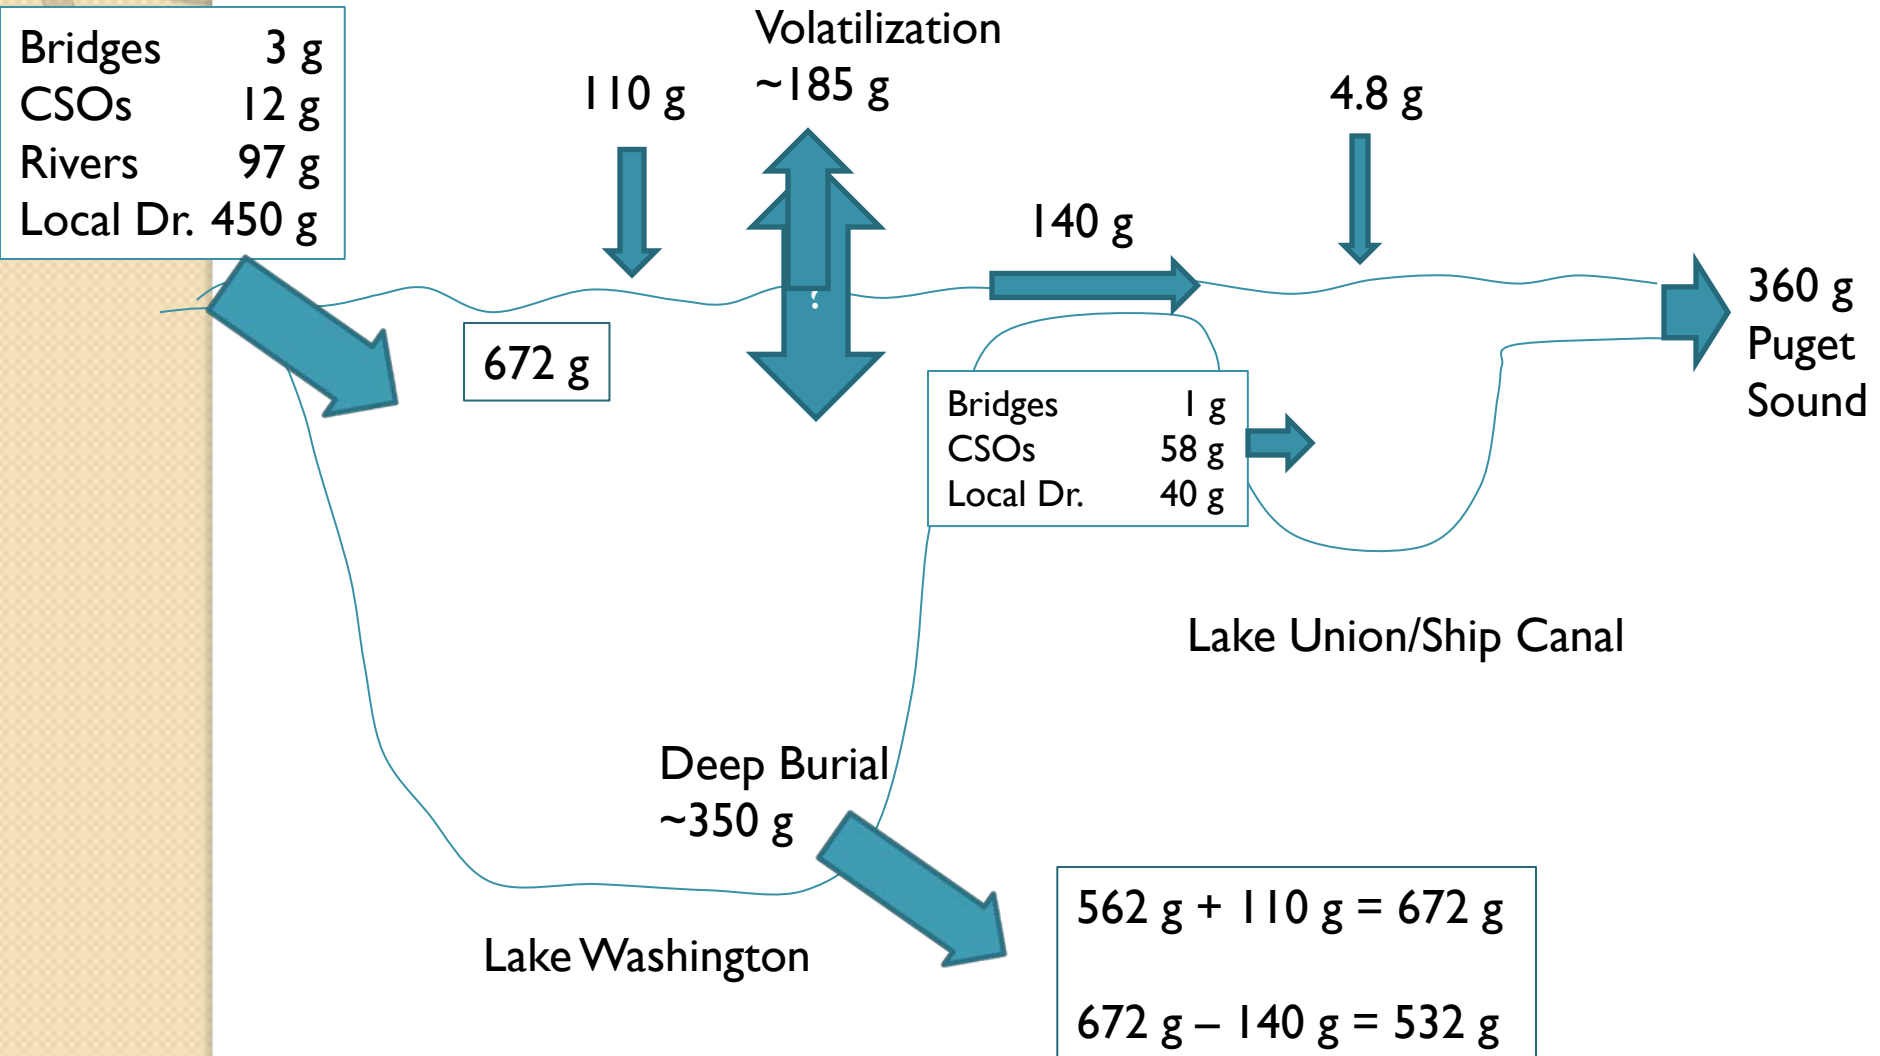 Bridges 3 g
CSOs 12 g
Rivers 97 g
Local Dr. 450 g
110 g
Volatilization
~185 g
4.8 g
140 g
?
672 g
360 g
Puget
Sound
Bridges 1 g
CSOs 58 g
Local Dr. 40 g
Lake Union/Ship Canal
Deep Burial
~350 g
Lake Washington
562 g + 110 g = 672 g
672 g – 140 g = 532 g